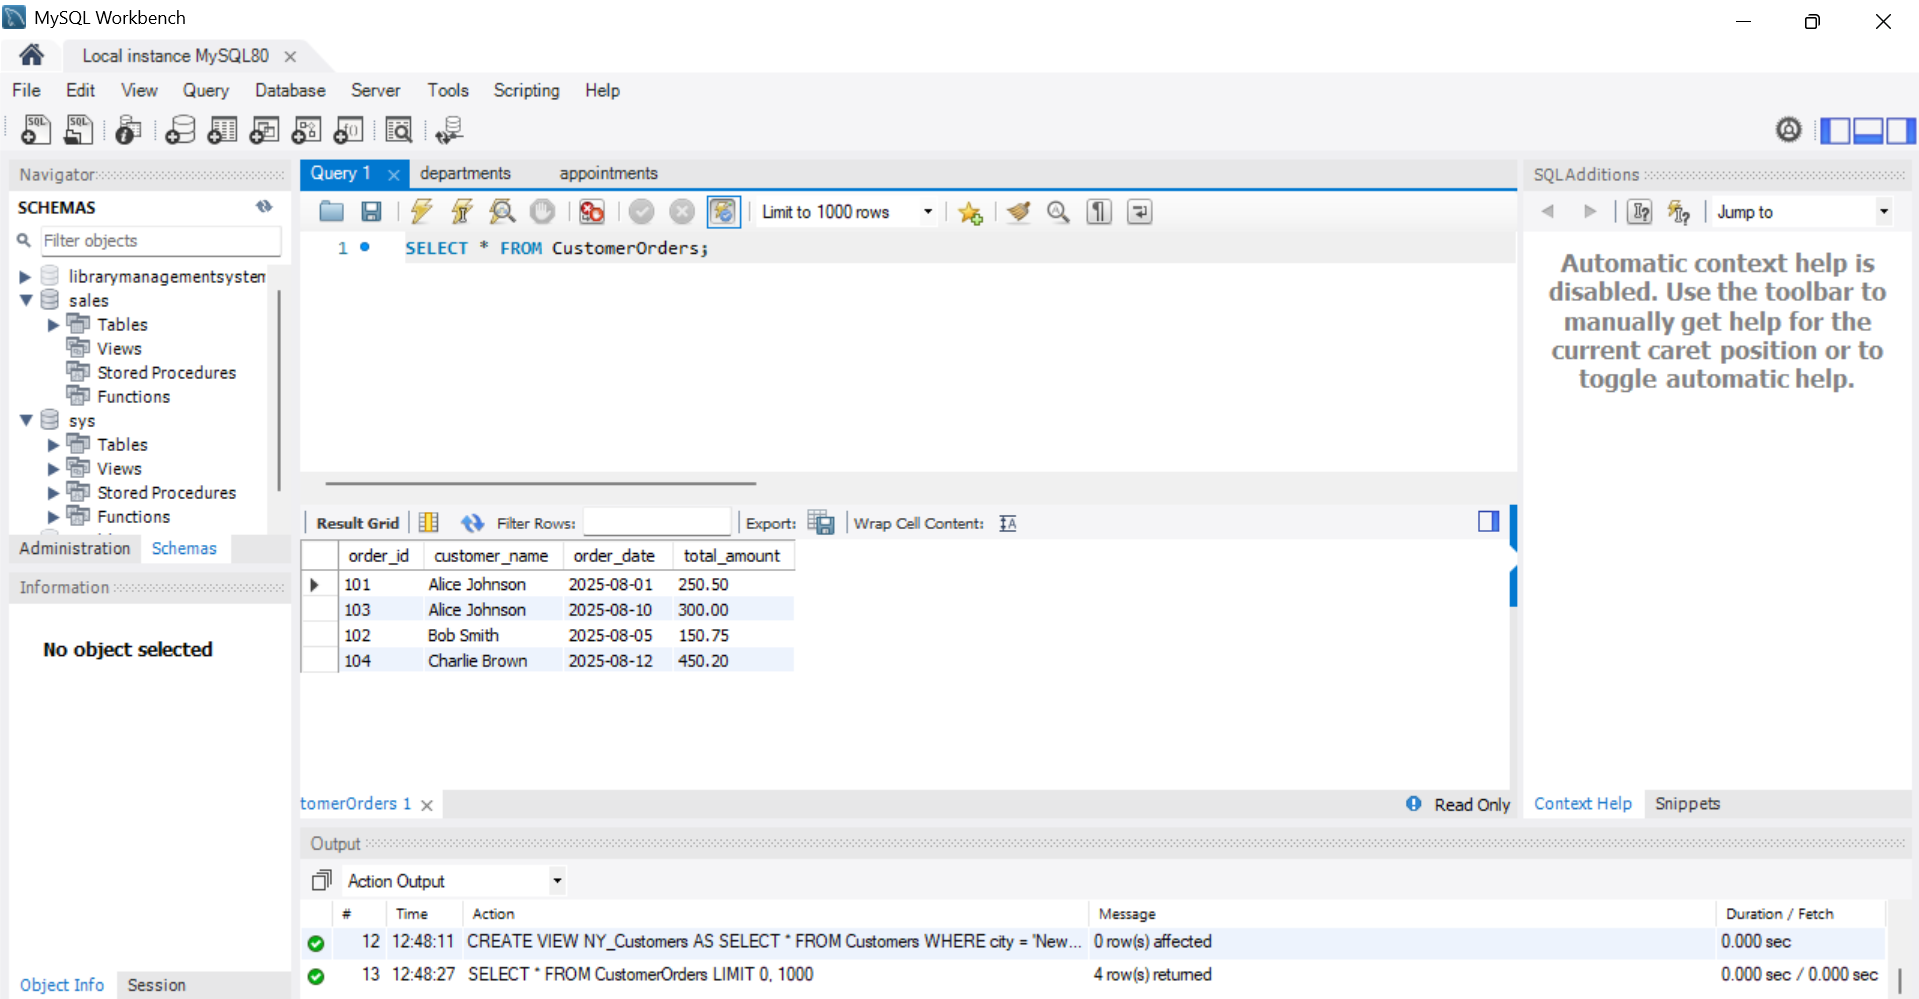 MySQL Workbench
Local instance MySQL80
File Edit View Query Database Server Tools Scripting Help
Navigator
SCHEMAS
Filter objects
librarymanagementsystem
sales
Tables
Views
Stored Procedures
Functions
sys
Tables
Views
Stored Procedures
Functions
Administration Schemas
Information
No object selected
Object Info Session
Query 1 departments appointments
Limit to 1000 rows
1 SELECT * FROM CustomerOrders;
Result Grid Filter Rows: Export: Wrap Cell Content:
order_id customer_name order_date total_amount
101 Alice Johnson 2025-08-01 250.50
103 Alice Johnson 2025-08-10 300.00
102 Bob Smith 2025-08-05 150.75
104 Charlie Brown 2025-08-12 450.20
tomerOrders 1 Read Only
SQLAdditions
Jump to
Automatic context help is
disabled. Use the toolbar to
manually get help for the
current caret position or to
toggle automatic help.
Context Help Snippets
Output
Action Output
# Time Action Message Duration / Fetch
12 12:48:11 CREATE VIEW NY_Customers AS SELECT * FROM Customers WHERE city = 'New... 0 row(s) affected 0.000 sec
13 12:48:27 SELECT * FROM CustomerOrders LIMIT 0, 1000 4 row(s) returned 0.000 sec / 0.000 sec